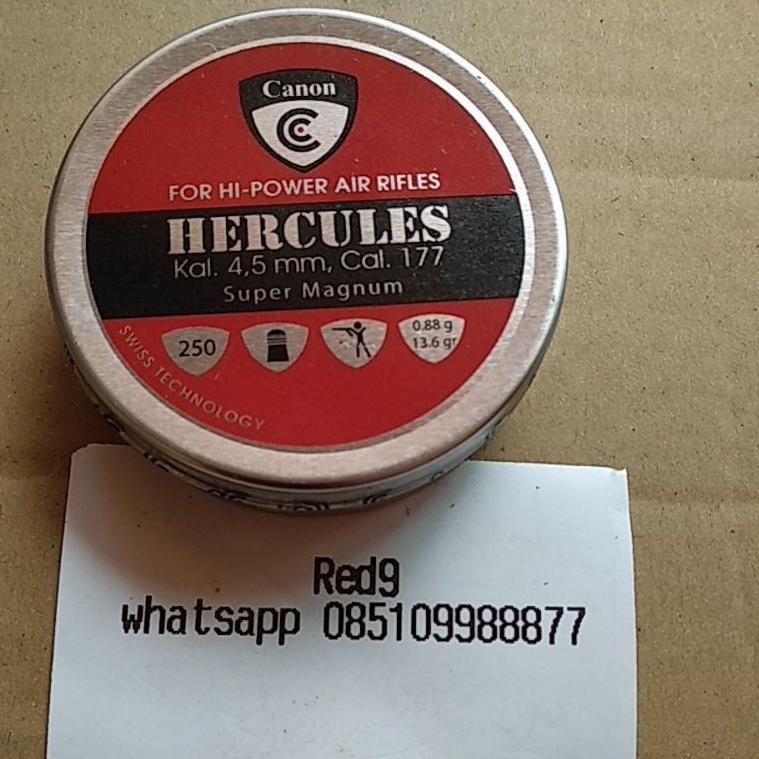 Canon
FOR HI-POWER AIR RIFLES
HERCULES
Kal. 4,5 mm, Cal. 177
Super Magnum
250
0.88 g
13.6 gr
SWISS TECHNOLOGY
Red9
whatsapp 085109988877